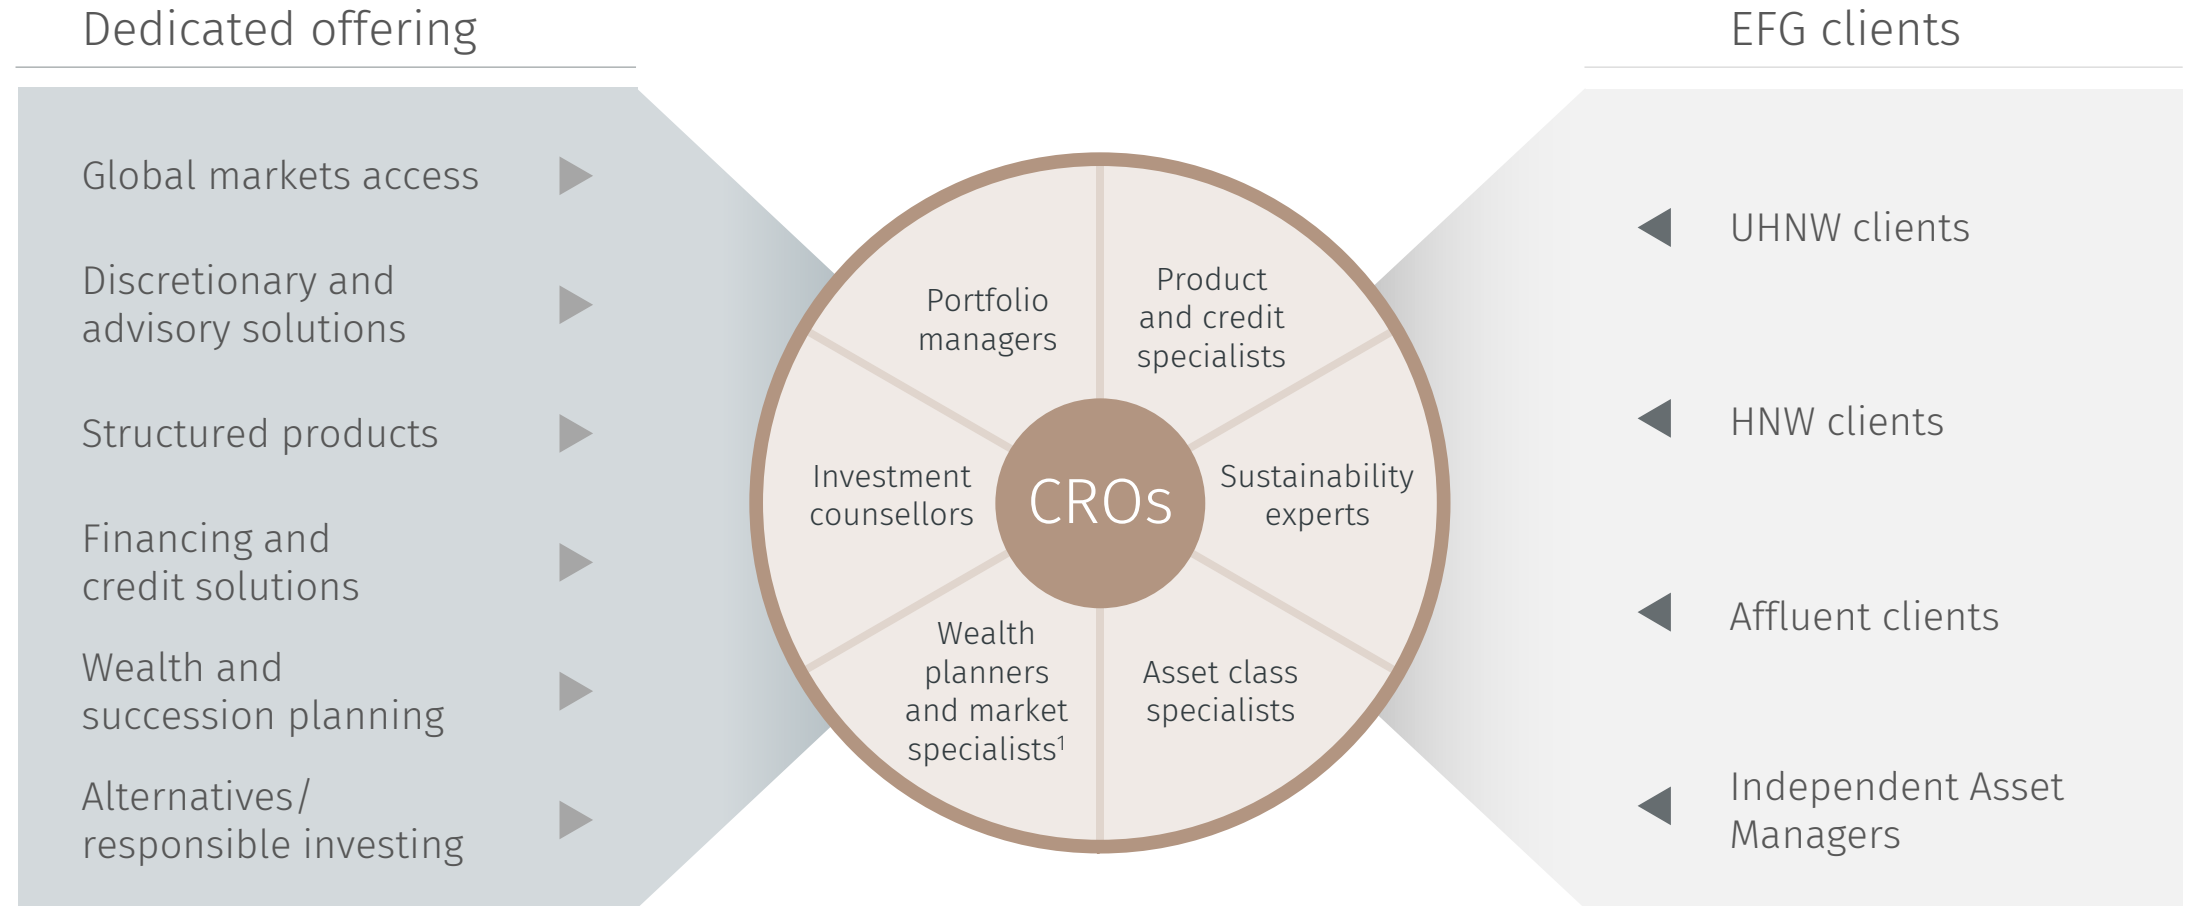 Dedicated offering
Global markets access
Discretionary and
advisory solutions
Structured products
Financing and
credit solutions
Wealth and
succession planning
Alternatives/
responsible investing
Portfolio
managers
Product
and credit
specialists
Investment
counsellors
CROs
Sustainability
experts
Wealth
planners
and market
specialists¹
Asset class
specialists
EFG clients
UHNW clients
HNW clients
Affluent clients
Independent Asset
Managers